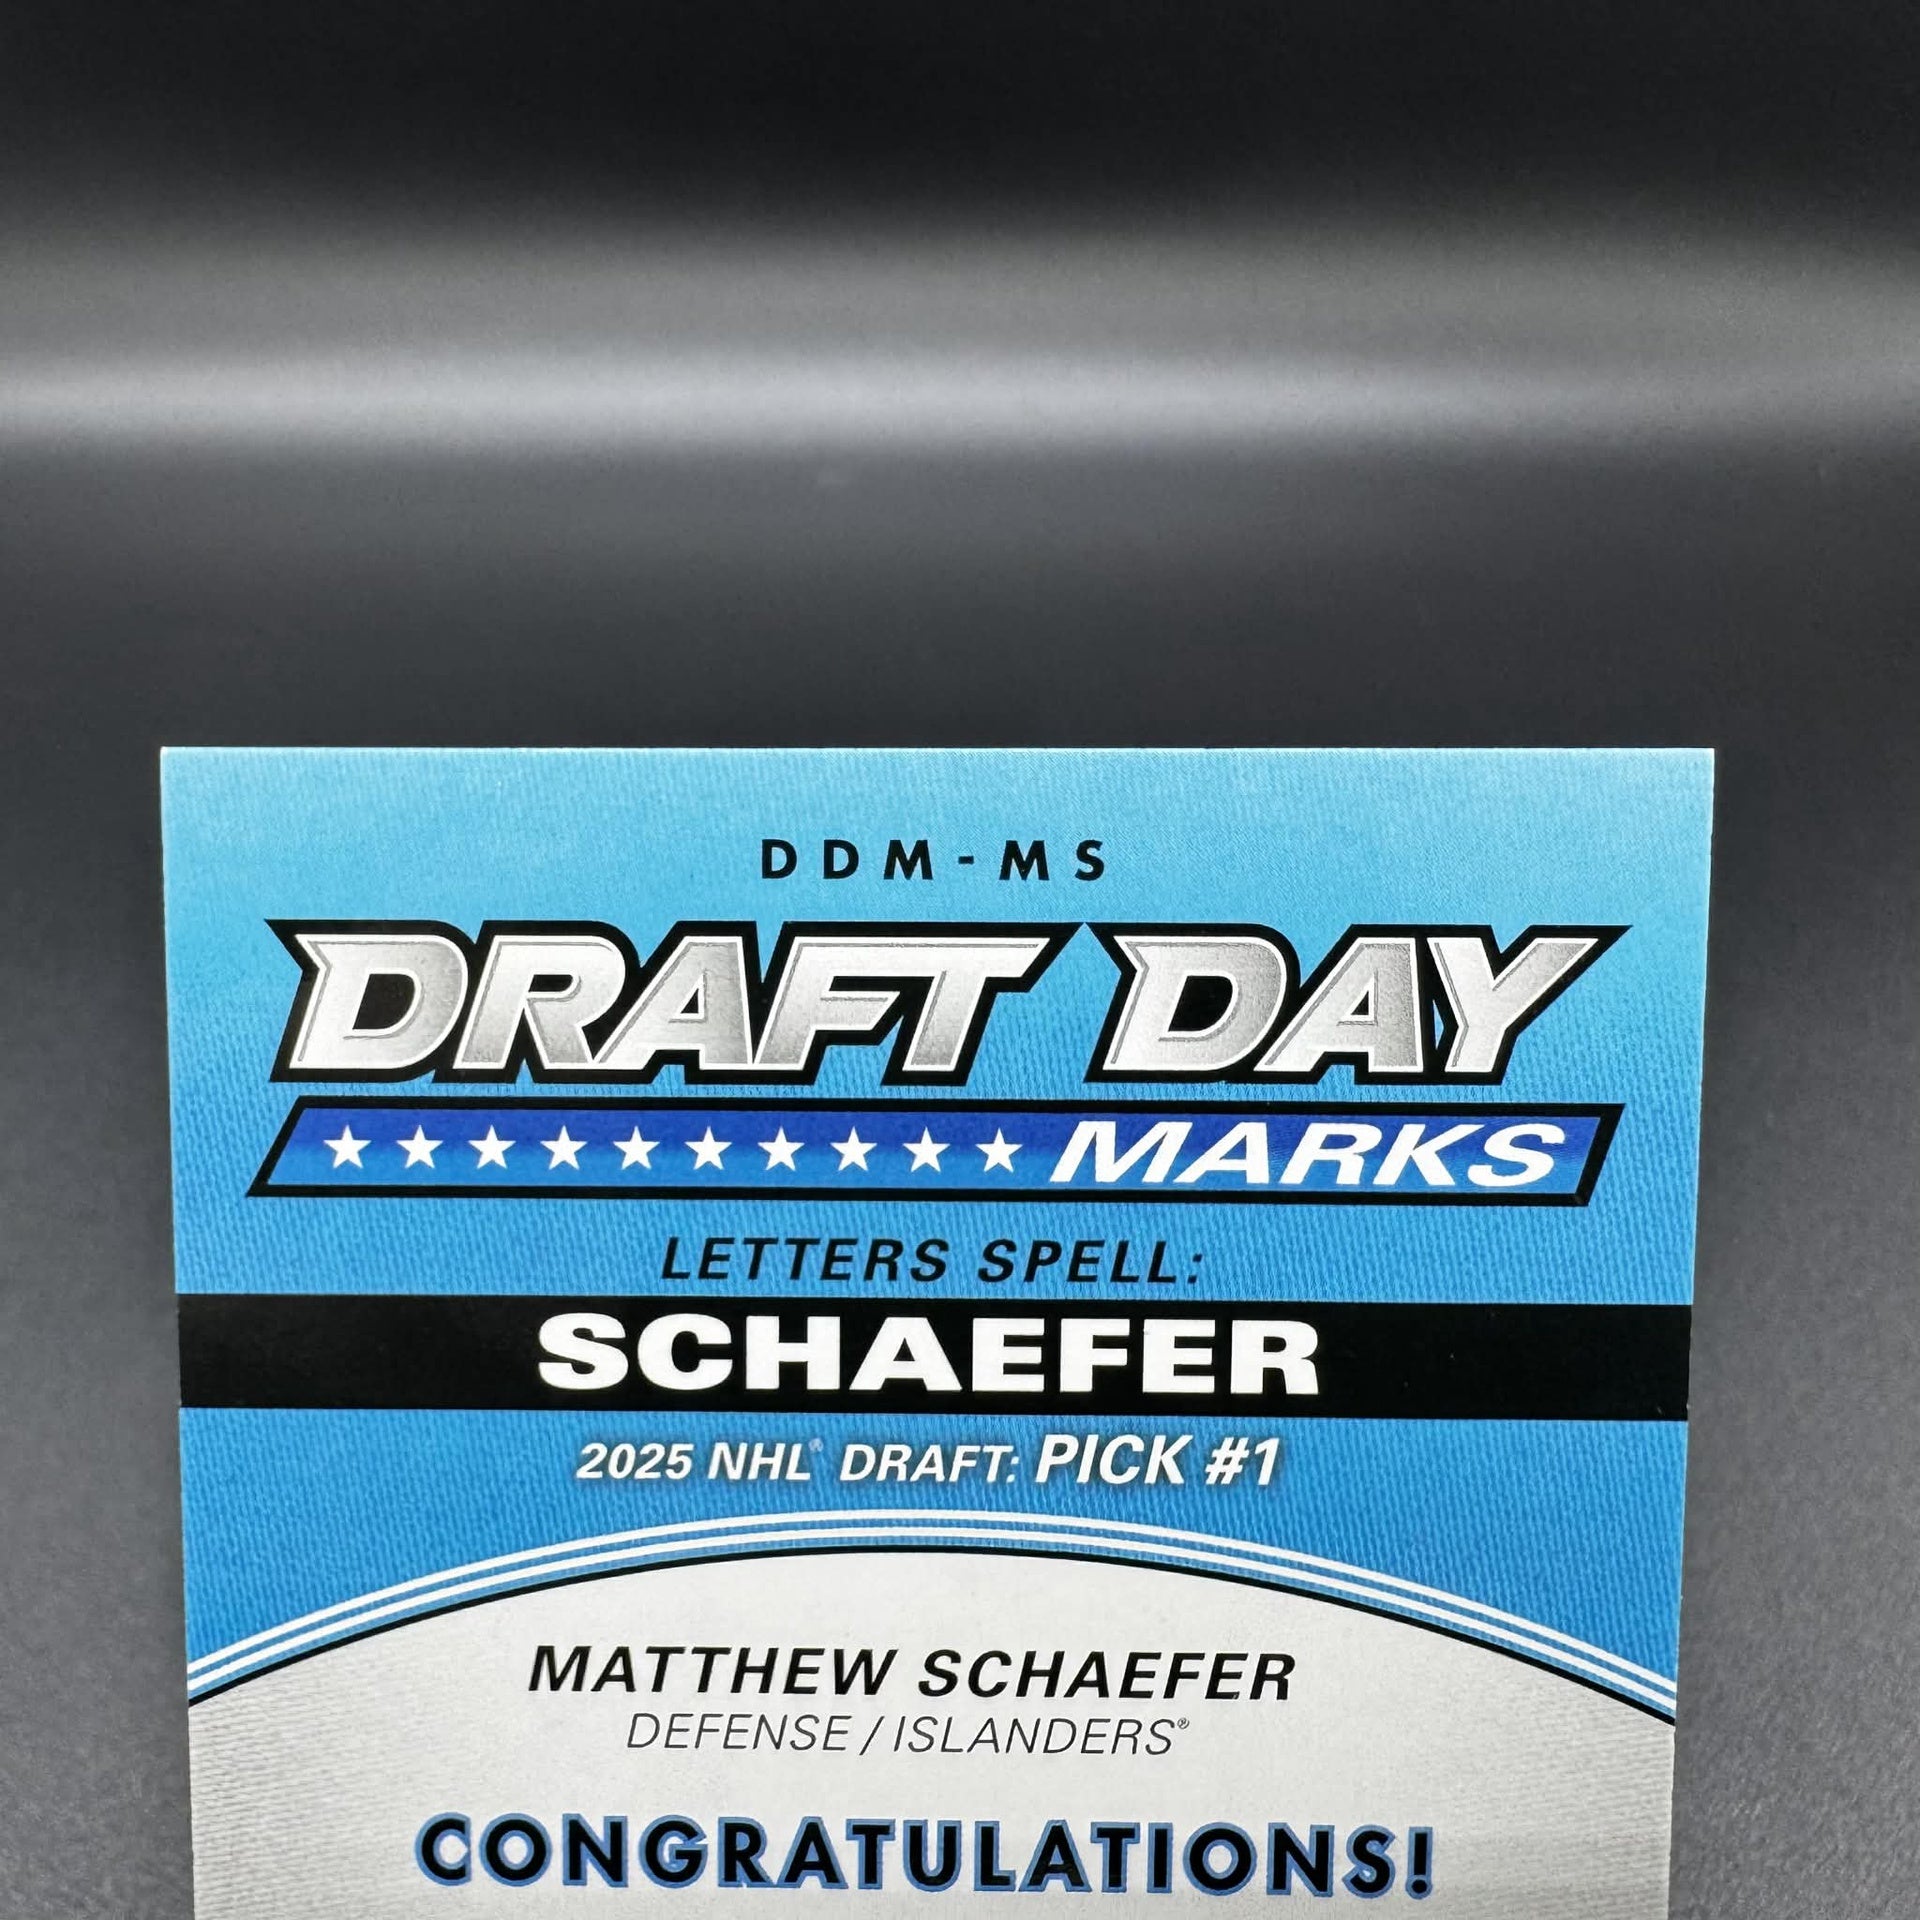 DDM-MS
DRAFT DAY
MARKS
LETTERS SPELL:
SCHAEFER
2025 NHL® DRAFT: PICK #1
MATTHEW SCHAEFER
DEFENSE / ISLANDERS®
CONGRATULATIONS!